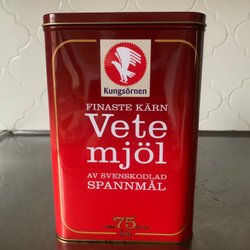 Kungsörnen
FINASTE KÄRN
Vete
mjöl
AV SVENSKODLAD
SPANNMÅL
75